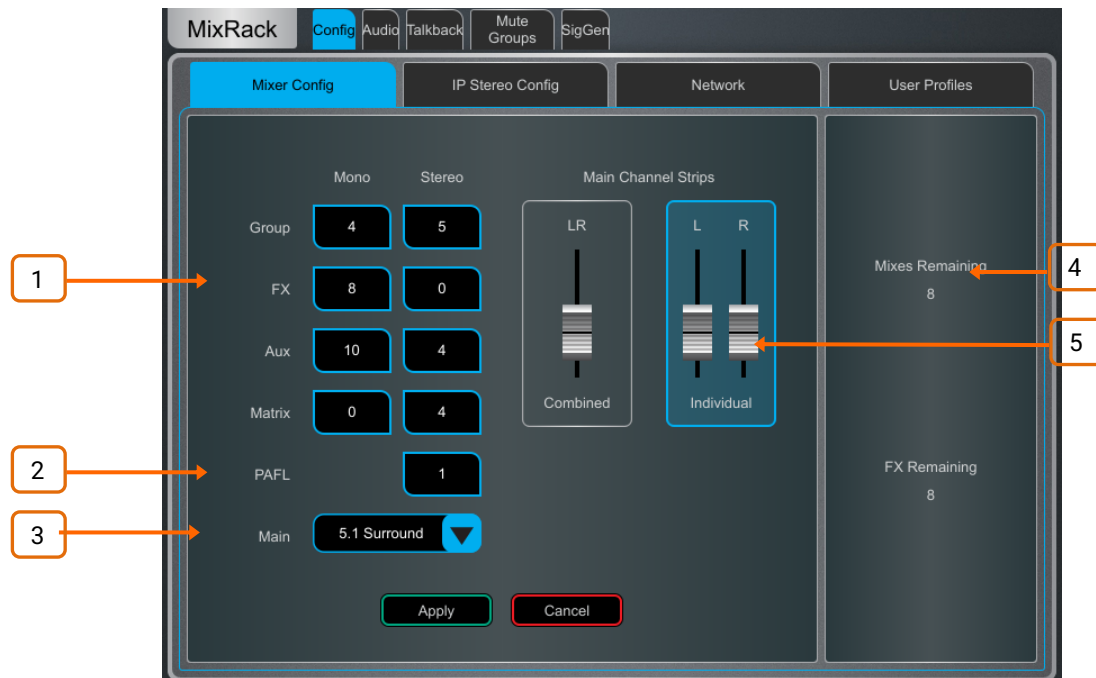 MixRack
Config
Audio
Talkback
Mute
Groups
SigGen
Mixer Config
IP Stereo Config
Network
User Profiles
Mono
Stereo
Main Channel Strips
Group
4
5
LR
L
R
1
FX
8
0
Mixes Remaining
8
4
Aux
10
4
5
Matrix
0
4
Combined
Individual
2
PAFL
1
FX Remaining
8
3
Main
5.1 Surround
Apply
Cancel